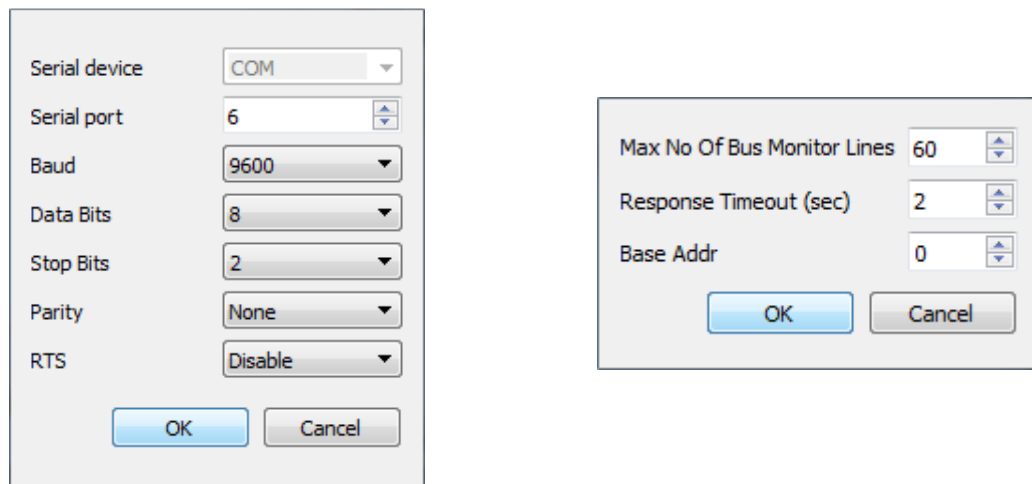 Serial device COM
Serial port 6
Baud 9600
Data Bits 8
Stop Bits 2
Parity None
RTS Disable
OK Cancel
Max No Of Bus Monitor Lines 60
Response Timeout (sec) 2
Base Addr 0
OK Cancel